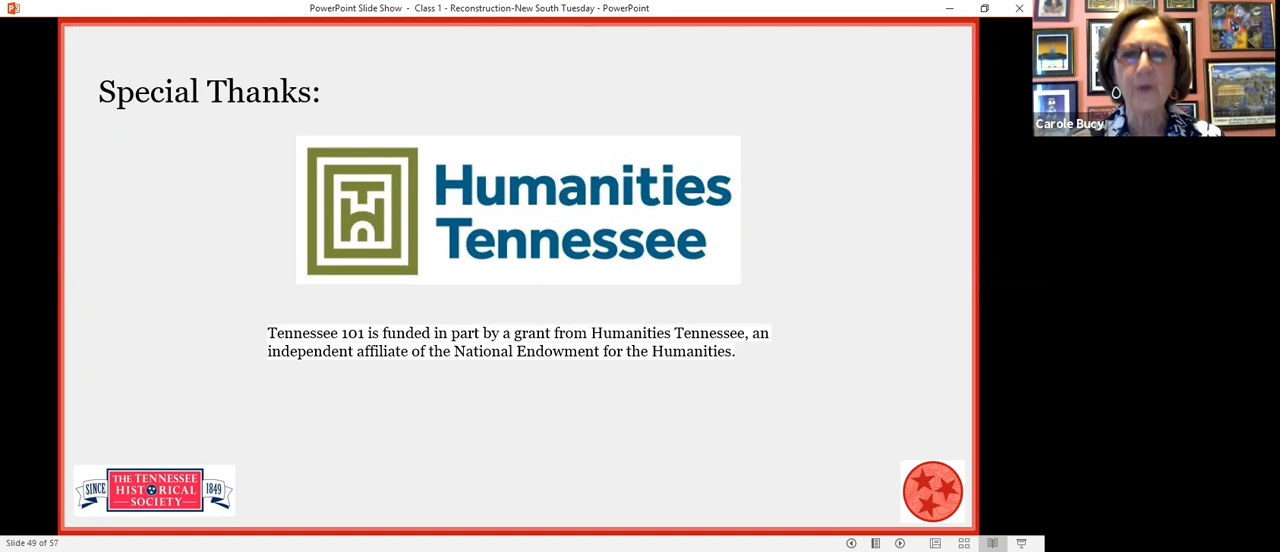 PowerPoint Slide Show - Class 1 - Reconstruction-New South Tuesday - PowerPoint
Special Thanks:
Humanities
Tennessee
Tennessee 101 is funded in part by a grant from Humanities Tennessee, an
independent affiliate of the National Endowment for the Humanities.
SINCE
THE TENNESSEE
HISTORICAL
SOCIETY
1849
Carole Bucy
Slide 49 of 57